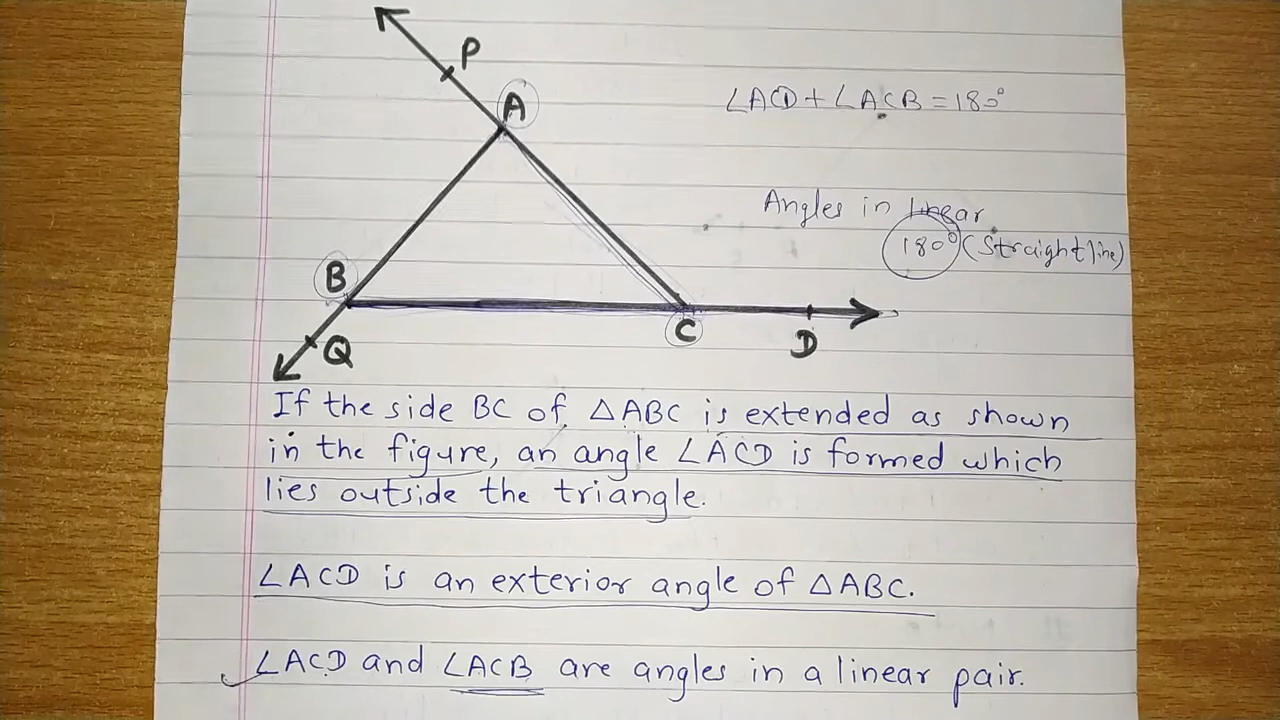 P
A
∠ACD + ∠ACB = 180°
Angles in linear
180° (Straight line)
B
C
D
Q
If the side BC of △ABC is extended as shown
in the figure, an angle ∠ACD is formed which
lies outside the triangle.
∠ACD is an exterior angle of △ABC.
∠ACD and ∠ACB are angles in a linear pair.